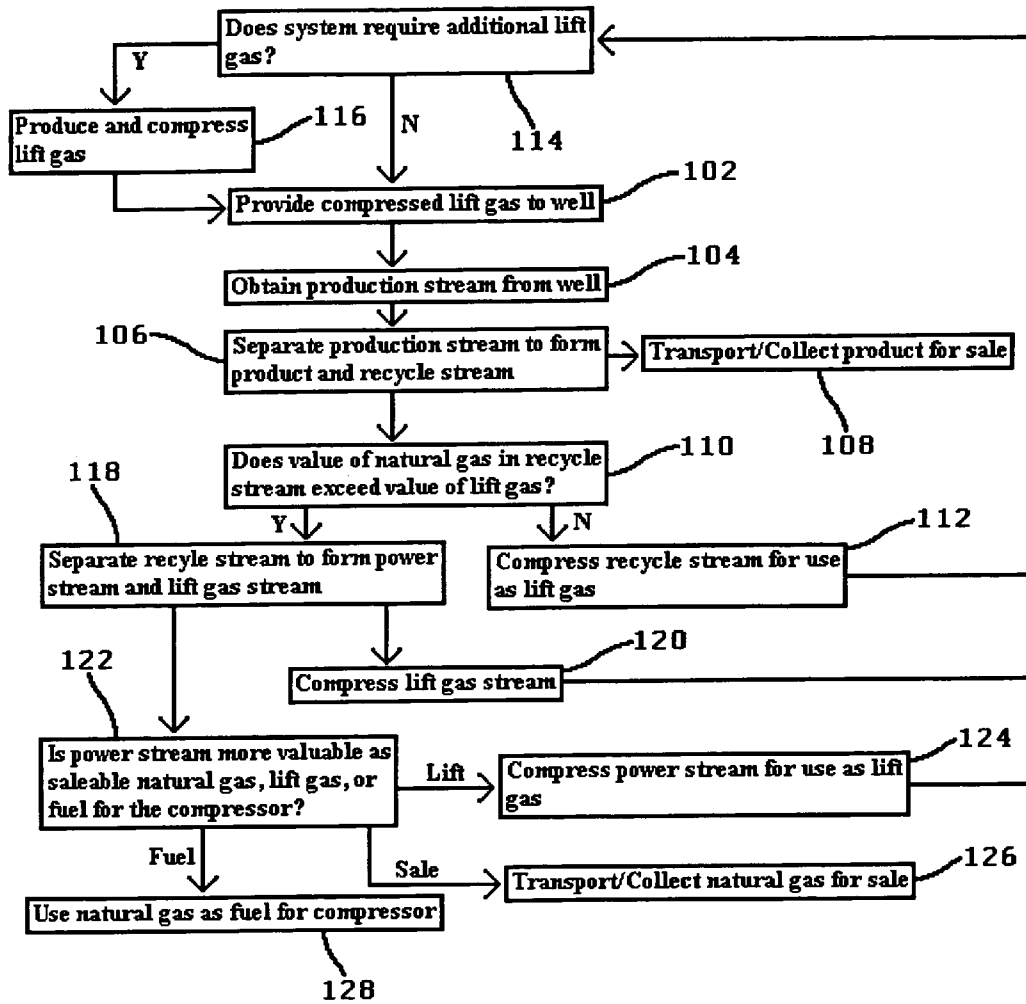 Does system require additional lift
gas?
Y
N
114
Produce and compress
lift gas
116
102
Provide compressed lift gas to well
104
Obtain production stream from well
106
Separate production stream to form
product and recycle stream
Transport/Collect product for sale
108
110
Does value of natural gas in recycle
stream exceed value of lift gas?
Y
N
118
Separate recyle stream to form power
stream and lift gas stream
112
Compress recycle stream for use
as lift gas
120
Compress lift gas stream
122
Is power stream more valuable as
saleable natural gas, lift gas, or
fuel for the compressor?
Lift
124
Compress power stream for use as lift
gas
Fuel
Sale
126
Transport/Collect natural gas for sale
Use natural gas as fuel for compressor
128